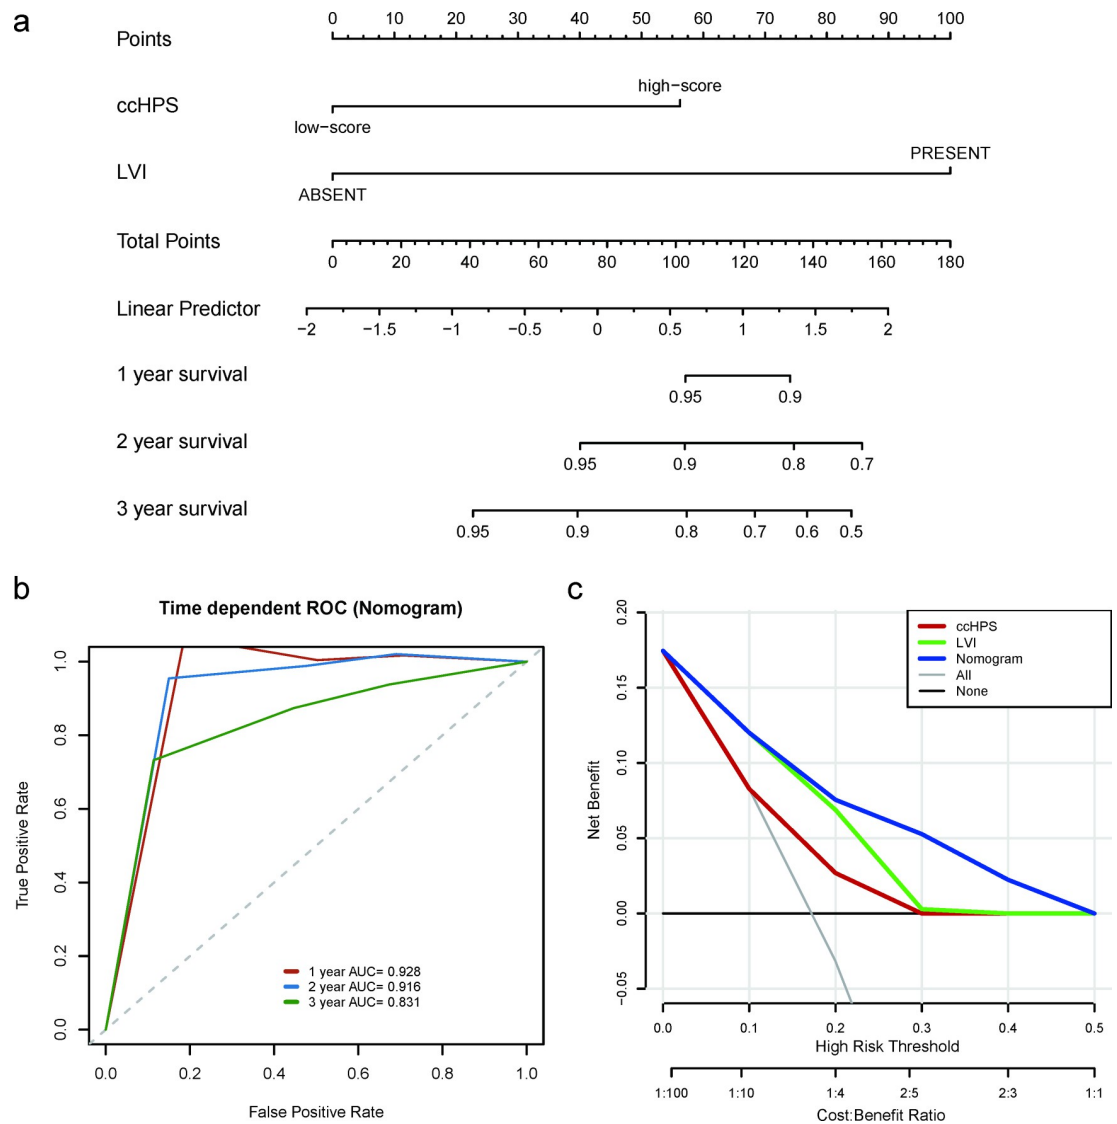 a
0 10 20 30 40 50 60 70 80 90 100
Points
high−score
ccHPS
low−score
PRESENT
LVI
ABSENT
Total Points
0 20 40 60 80 100 120 140 160 180
Linear Predictor
−2 −1.5 −1 −0.5 0 0.5 1 1.5 2
1 year survival
0.95 0.9
2 year survival
0.95 0.9 0.8 0.7
3 year survival
0.95 0.9 0.8 0.7 0.6 0.5
b
Time dependent ROC (Nomogram)
True Positive Rate
1.0
0.8
0.6
0.4
0.2
0.0
1 year AUC= 0.928
2 year AUC= 0.916
3 year AUC= 0.831
0.0 0.2 0.4 0.6 0.8 1.0
False Positive Rate
c
Net Benefit
0.20
0.15
0.10
0.05
0.00
−0.05
ccHPS
LVI
Nomogram
All
None
0.0 0.1 0.2 0.3 0.4 0.5
High Risk Threshold
1:100 1:10 1:4 2:5 2:3 1:1
Cost:Benefit Ratio